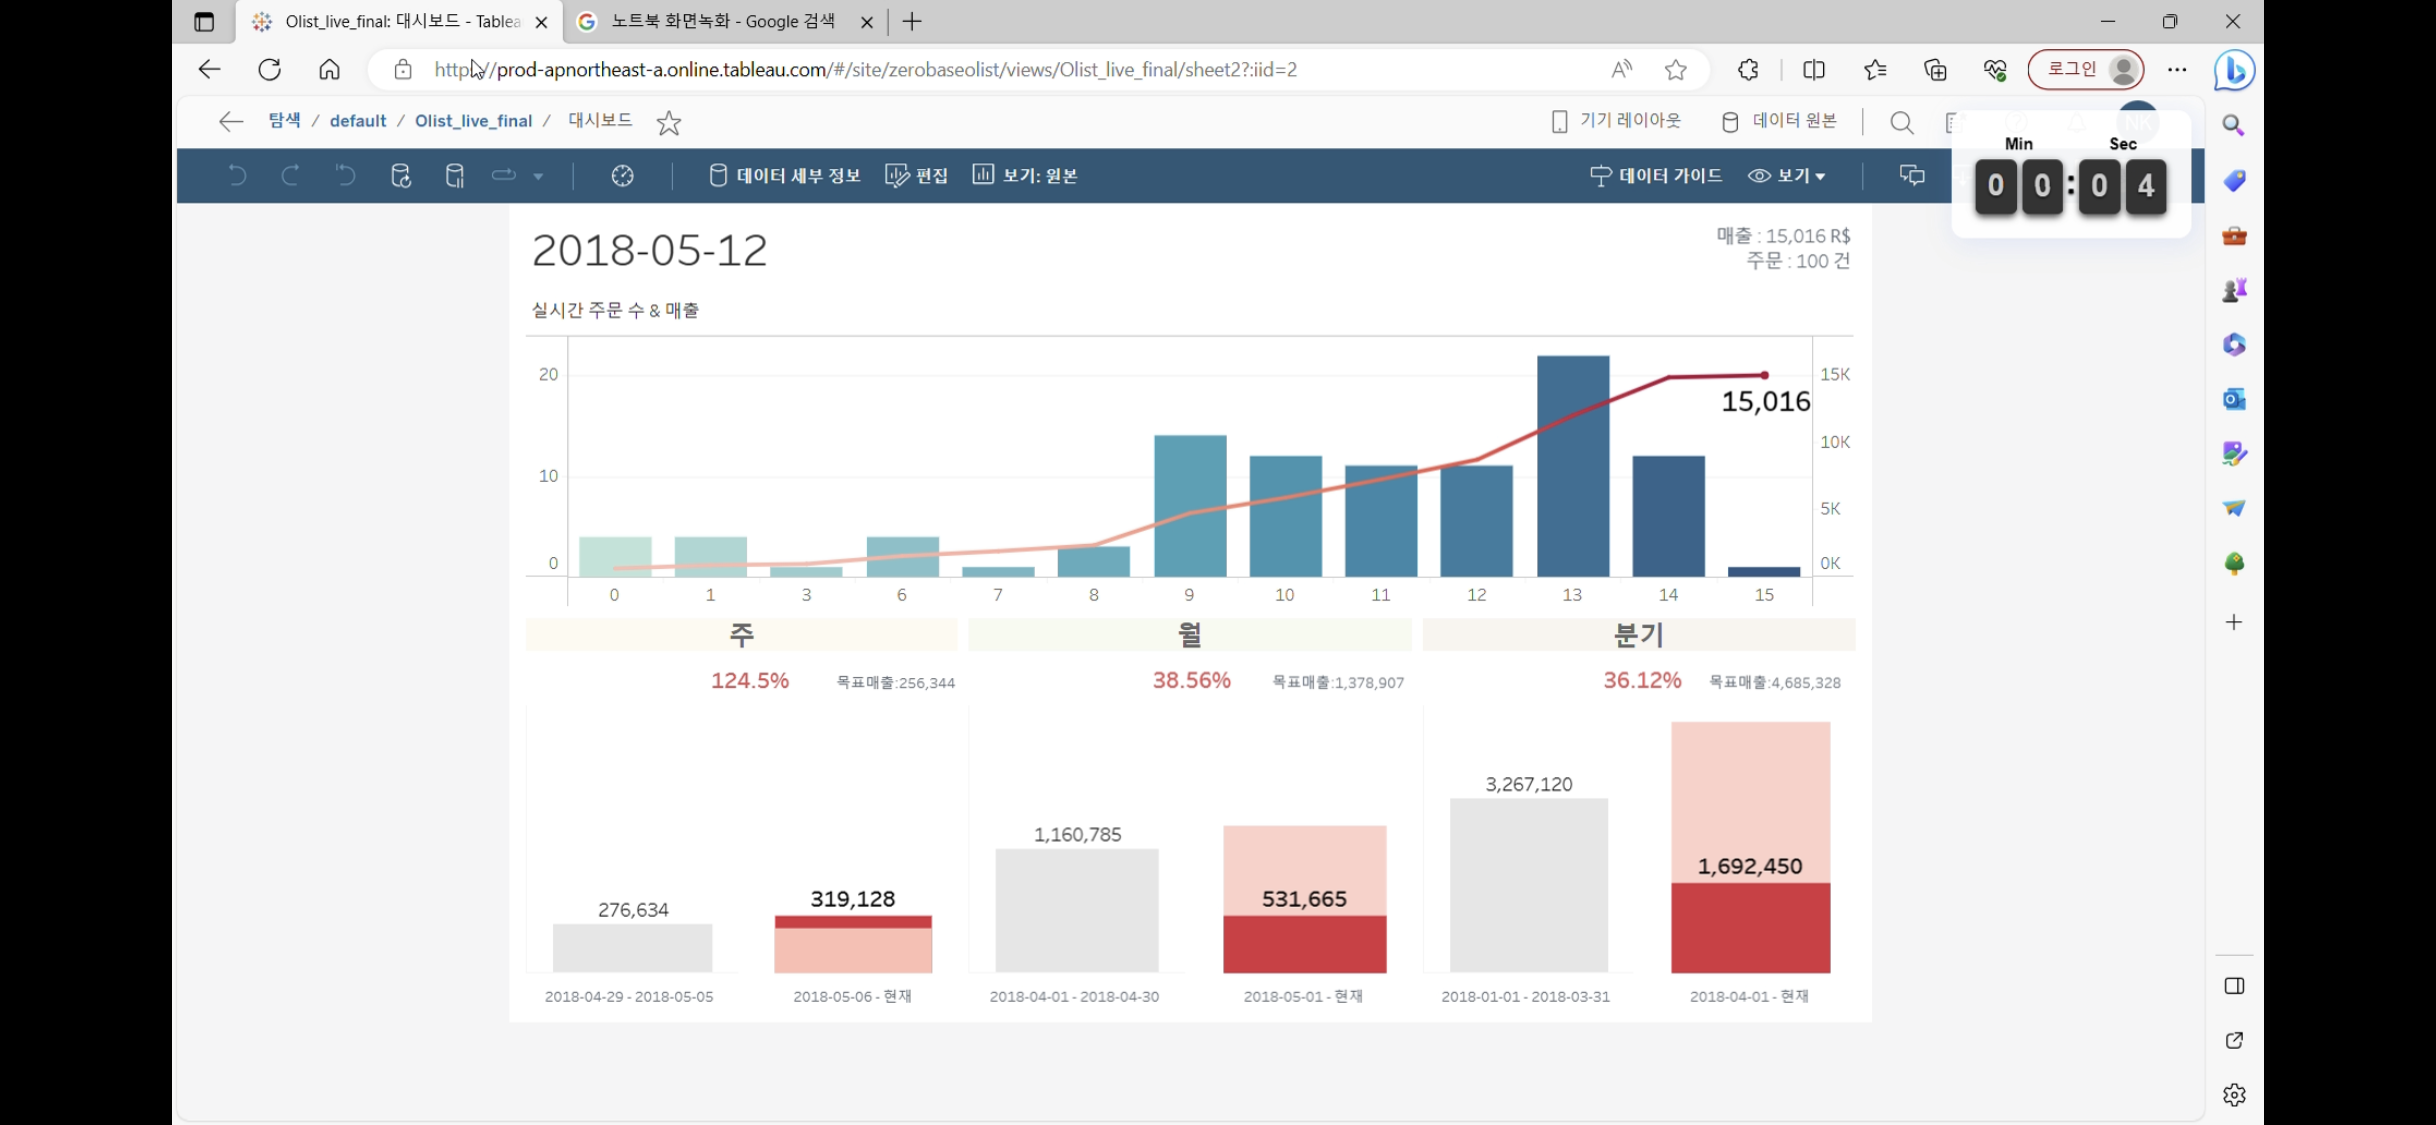 Olist_live_final: 대시보드 - Tablea
노트북 화면녹화 - Google 검색
http://prod-apnortheast-a.online.tableau.com/#/site/zerobaseolist/views/Olist_live_final/sheet2?:iid=2
로그인
탐색 / default / Olist_live_final / 대시보드
기기 레이아웃
데이터 원본
NK
Min Sec
0 0 : 0 4
데이터 세부 정보
편집
보기: 원본
데이터 가이드
보기
2018-05-12
매출 : 15,016 R$
주문 : 100 건
실시간 주문 수 & 매출
20
10
0
15K
10K
5K
0K
15,016
0 1 3 6 7 8 9 10 11 12 13 14 15
주
월
분기
124.5% 목표매출:256,344
38.56% 목표매출:1,378,907
36.12% 목표매출:4,685,328
276,634
319,128
1,160,785
531,665
3,267,120
1,692,450
2018-04-29 - 2018-05-05
2018-05-06 - 현재
2018-04-01 - 2018-04-30
2018-05-01 - 현재
2018-01-01 - 2018-03-31
2018-04-01 - 현재